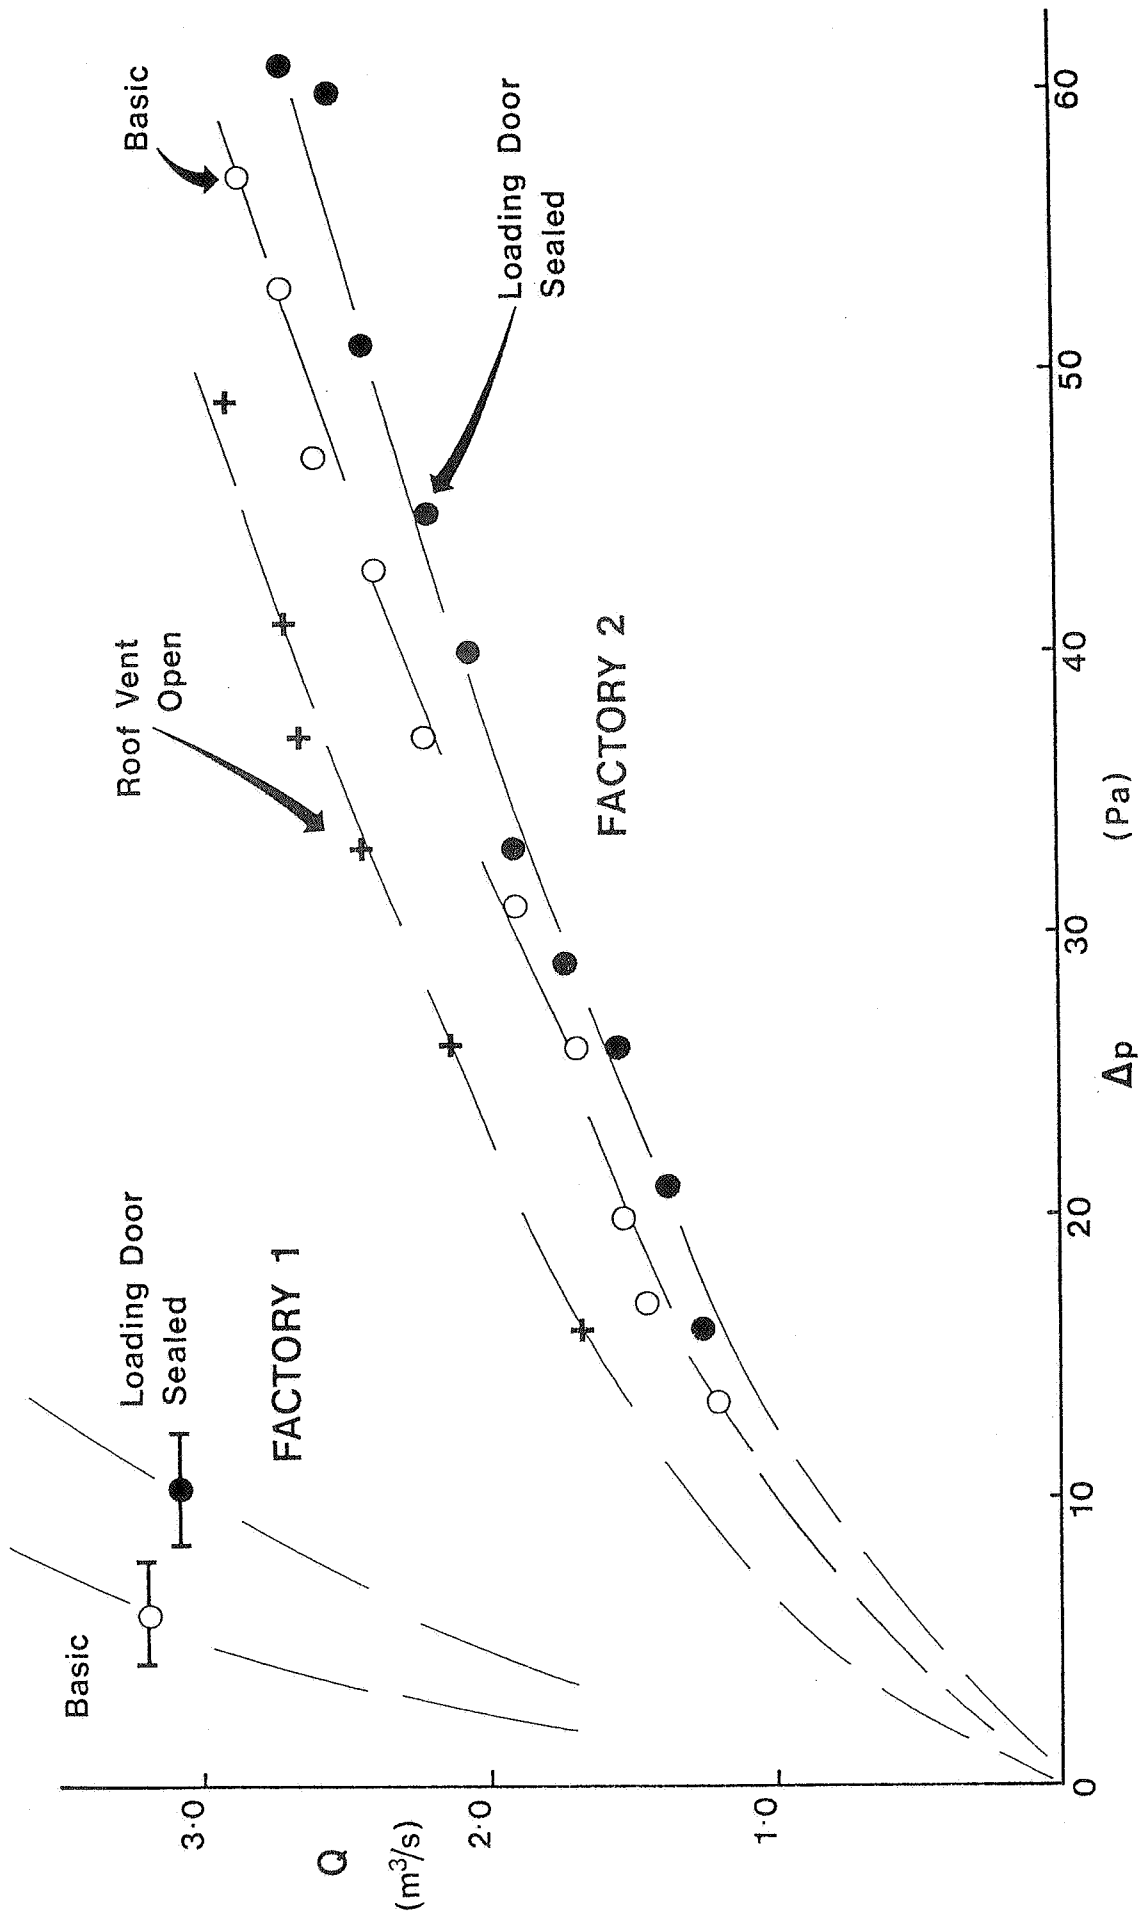 3·0
2·0
1·0
Q
(m³/s)
Basic
Loading Door
Sealed
FACTORY 1
Roof Vent
Open
Basic
Loading Door
Sealed
FACTORY 2
0
10
20
30
40
50
60
Δp (Pa)